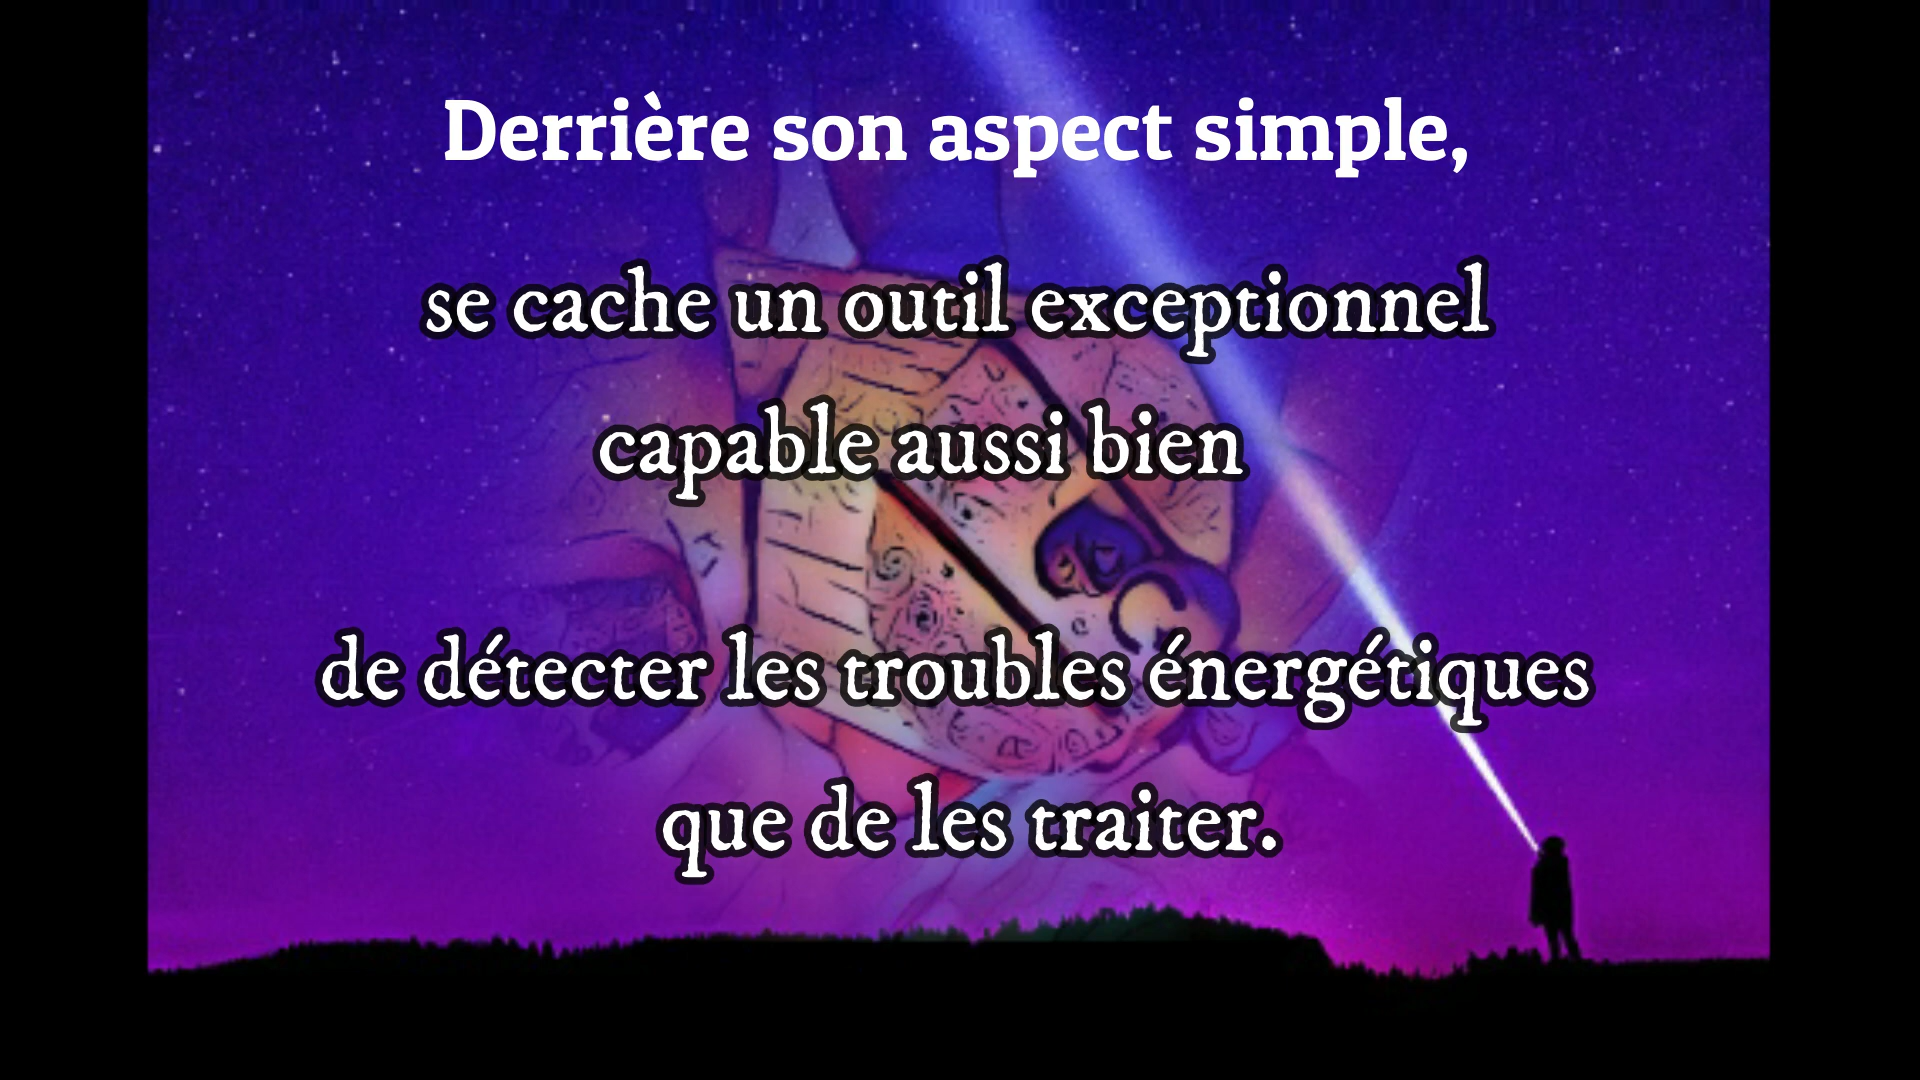 Derrière son aspect simple,
se cache un outil exceptionnel
capable aussi bien
de détecter les troubles énergétiques
que de les traiter.